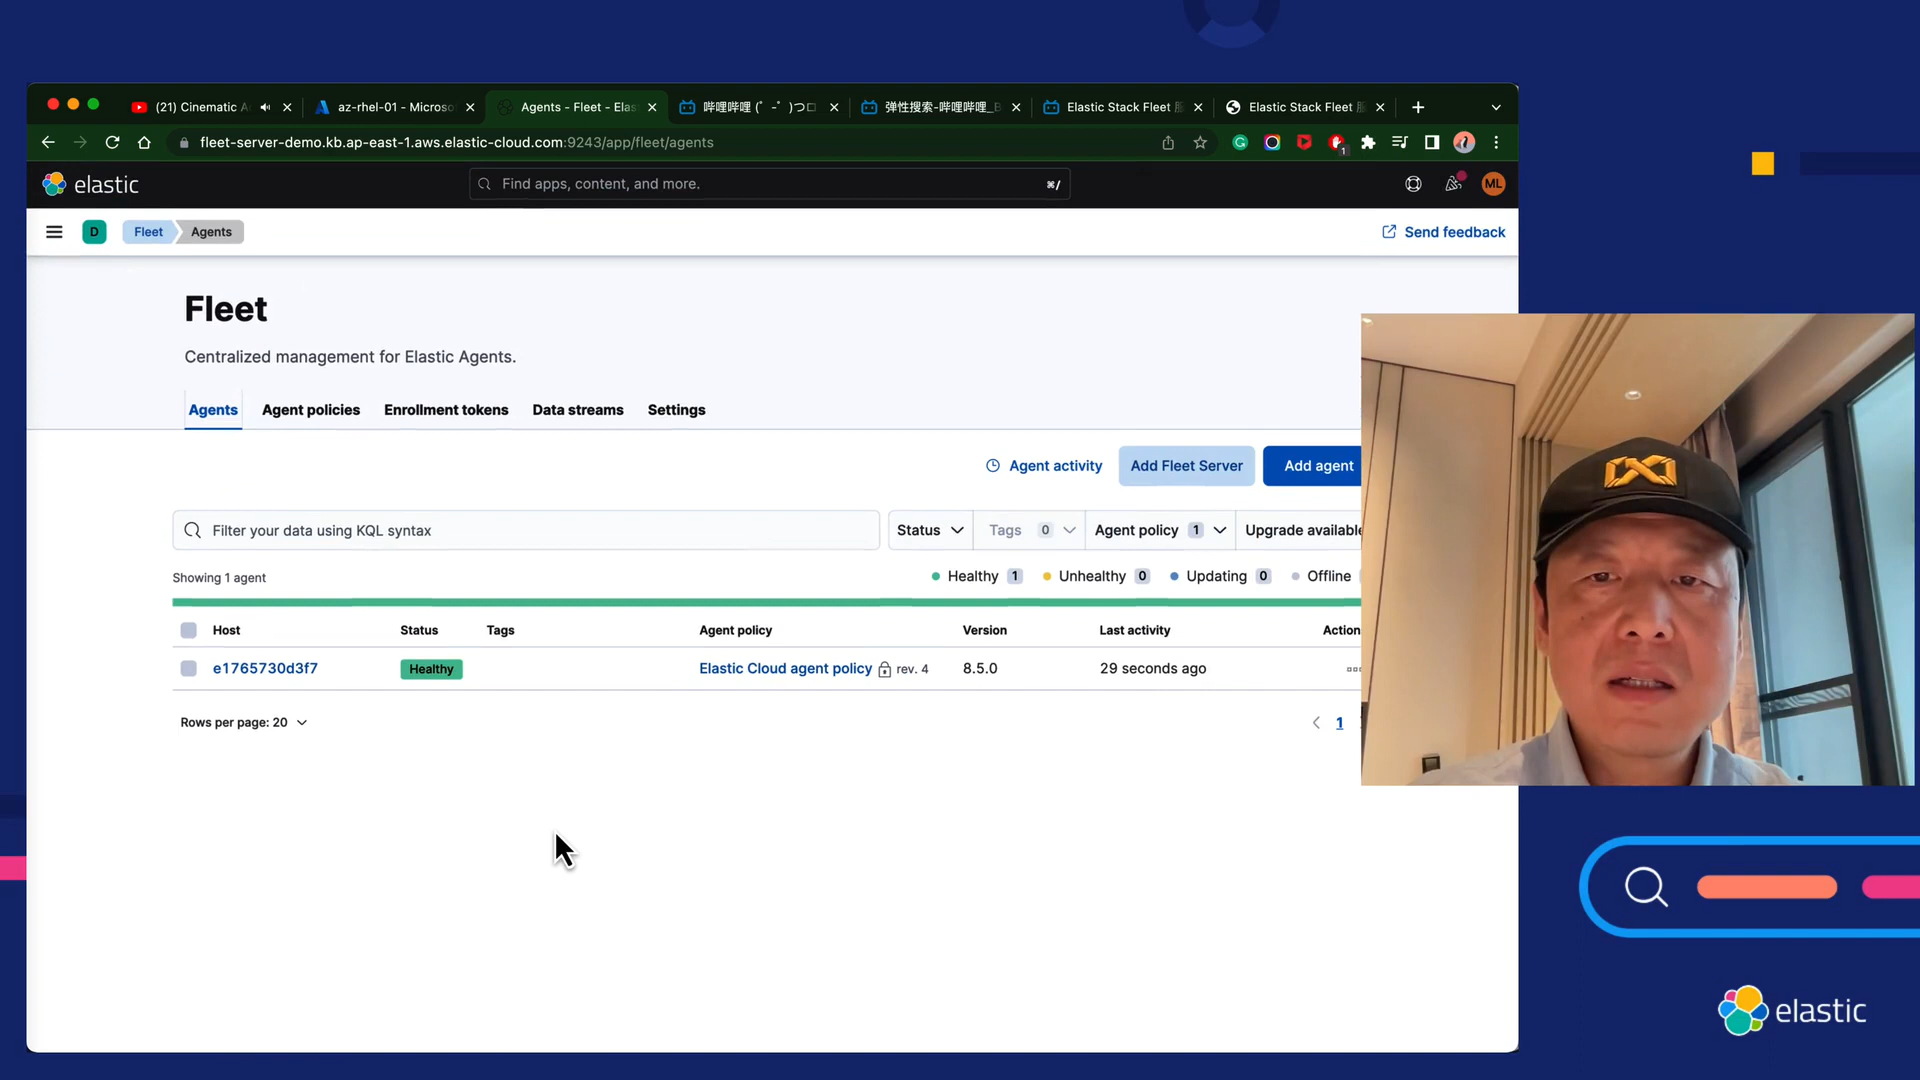 (21) Cinematic A
az-rhel-01 - Microso
Agents - Fleet - Elas
哔哩哔哩 (゜-゜)つロ
弹性搜索-哔哩哔哩_B
Elastic Stack Fleet
Elastic Stack Fleet
fleet-server-demo.kb.ap-east-1.aws.elastic-cloud.com:9243/app/fleet/agents
1
elastic
Find apps, content, and more.
⌘/
ML
D
Fleet
Agents
Send feedback
Fleet
Centralized management for Elastic Agents.
Agents
Agent policies
Enrollment tokens
Data streams
Settings
Agent activity
Add Fleet Server
Add agent
Filter your data using KQL syntax
Status
Tags 0
Agent policy 1
Upgrade available
Showing 1 agent
Healthy 1
Unhealthy 0
Updating 0
Offline
Host
Status
Tags
Agent policy
Version
Last activity
Action
e1765730d3f7
Healthy
Elastic Cloud agent policy
rev. 4
8.5.0
29 seconds ago
Rows per page: 20
1
elastic